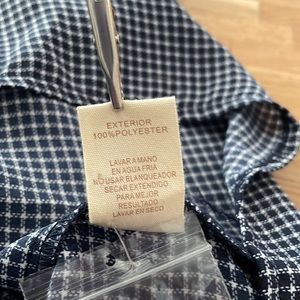 EXTERIOR
100%POLYESTER
LAVAR A MANO
EN AGUA FRIA
NO USAR BLANQUEADOR
SECAR EXTENDIDO
PARA MEJOR
RESULTADO
LAVAR EN SECO